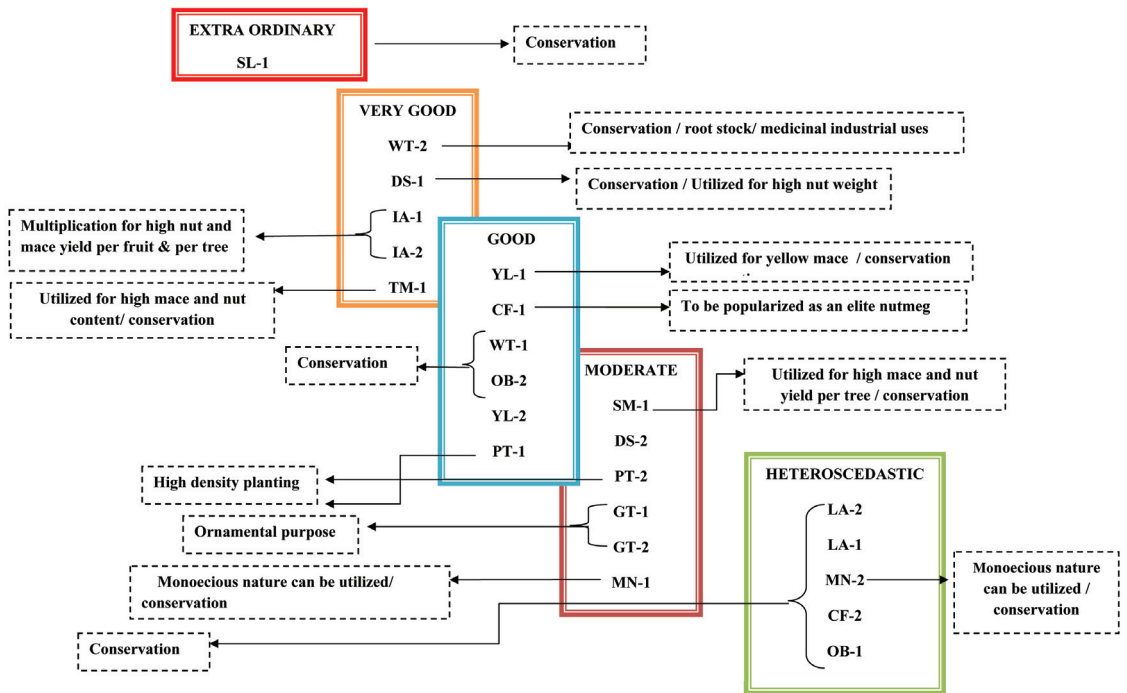 EXTRA ORDINARY
SL-1
Conservation
VERY GOOD
WT-2
Conservation / root stock/ medicinal industrial uses
DS-1
Conservation / Utilized for high nut weight
IA-1
IA-2
Multiplication for high nut and
mace yield per fruit & per tree
TM-1
Utilized for high mace and nut
content/ conservation
GOOD
YL-1
Utilized for yellow mace / conservation
CF-1
To be popularized as an elite nutmeg
WT-1
OB-2
Conservation
YL-2
PT-1
High density planting
MODERATE
SM-1
Utilized for high mace and nut
yield per tree / conservation
DS-2
PT-2
GT-1
GT-2
Ornamental purpose
MN-1
Monoecious nature can be utilized/
conservation
HETEROSCEDASTIC
LA-2
LA-1
MN-2
CF-2
OB-1
Monoecious nature
can be utilized /
conservation
Conservation